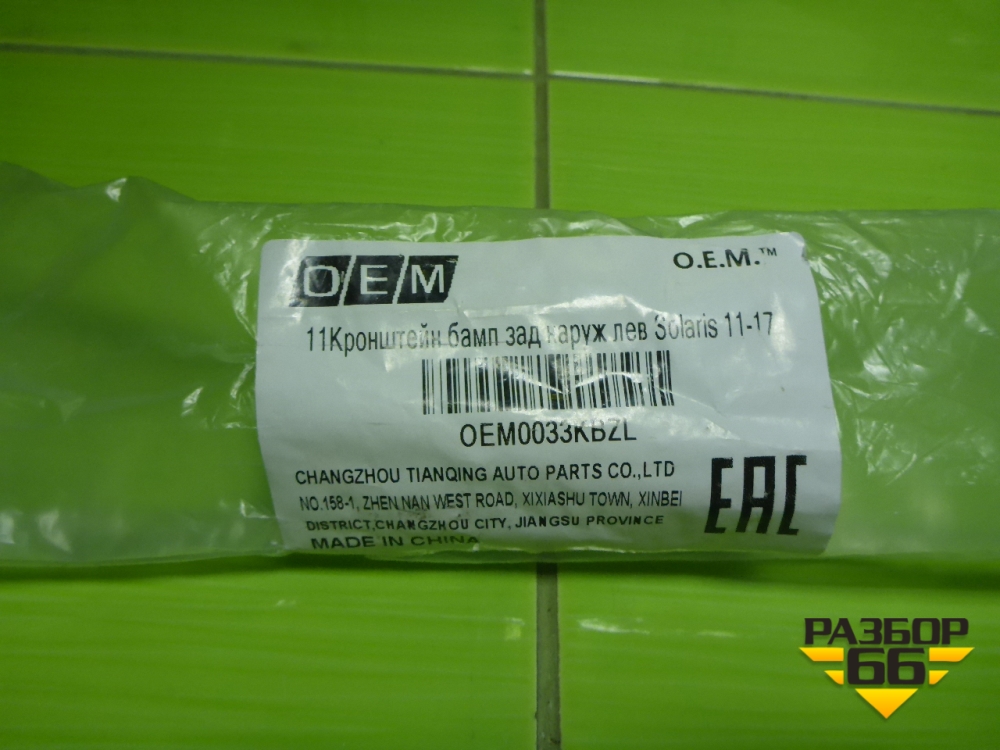 OEM
O.E.M.™
11Кронштейн бамп зад наруж лев Solaris 11-17
OEM0033KBZL
CHANGZHOU TIANQING AUTO PARTS CO.,LTD
NO.158-1, ZHEN NAN WEST ROAD, XIXIASHU TOWN, XINBEI
DISTRICT,CHANGZHOU CITY, JIANGSU PROVINCE
MADE IN CHINA
EAC
РАЗБОР
66